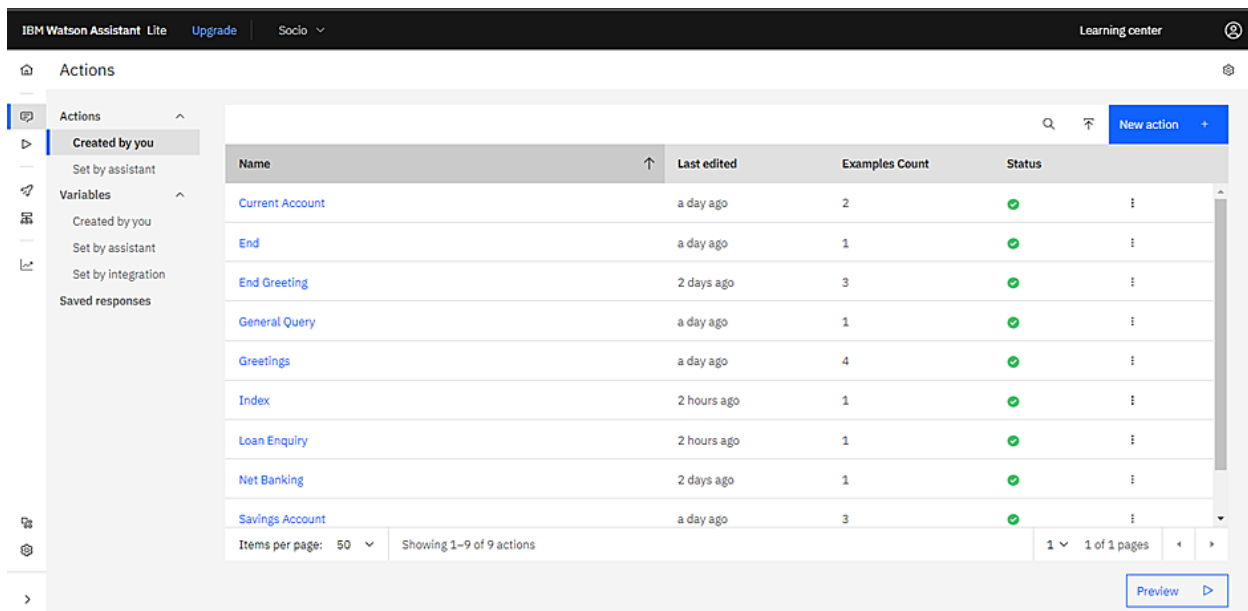 IBM Watson Assistant Lite Upgrade Socio Learning center
Actions
Actions
Created by you
Set by assistant
Variables
Created by you
Set by assistant
Set by integration
Saved responses
New action +
Name Last edited Examples Count Status
Current Account a day ago 2
End a day ago 1
End Greeting 2 days ago 3
General Query a day ago 1
Greetings a day ago 4
Index 2 hours ago 1
Loan Enquiry 2 hours ago 1
Net Banking 2 days ago 1
Savings Account a day ago 3
Items per page: 50 Showing 1–9 of 9 actions 1 1 of 1 pages
Preview